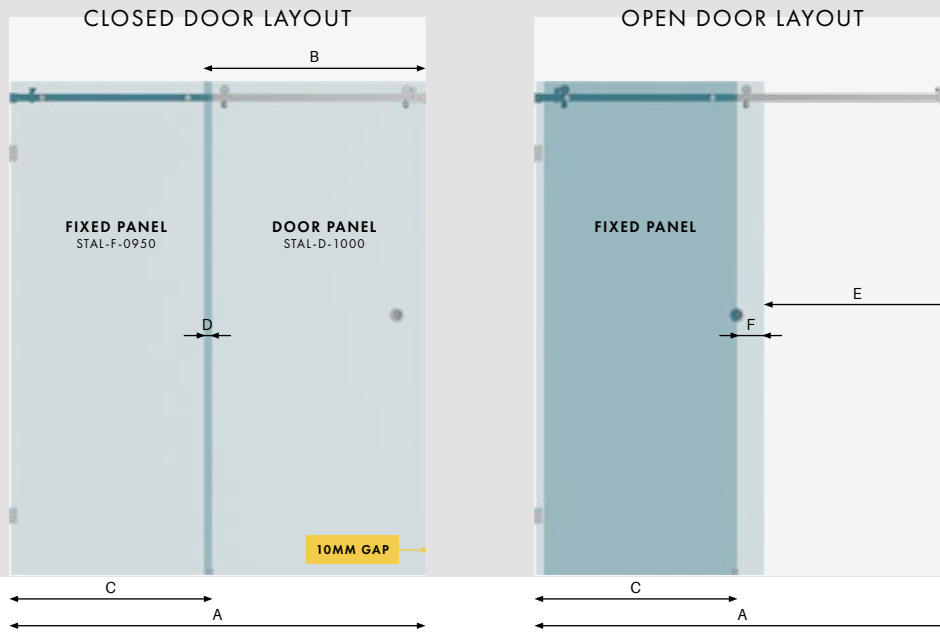 CLOSED DOOR LAYOUT
B
FIXED PANEL
STAL-F-0950
DOOR PANEL
STAL-D-1000
D
10MM GAP
C
A
OPEN DOOR LAYOUT
FIXED PANEL
E
F
C
A